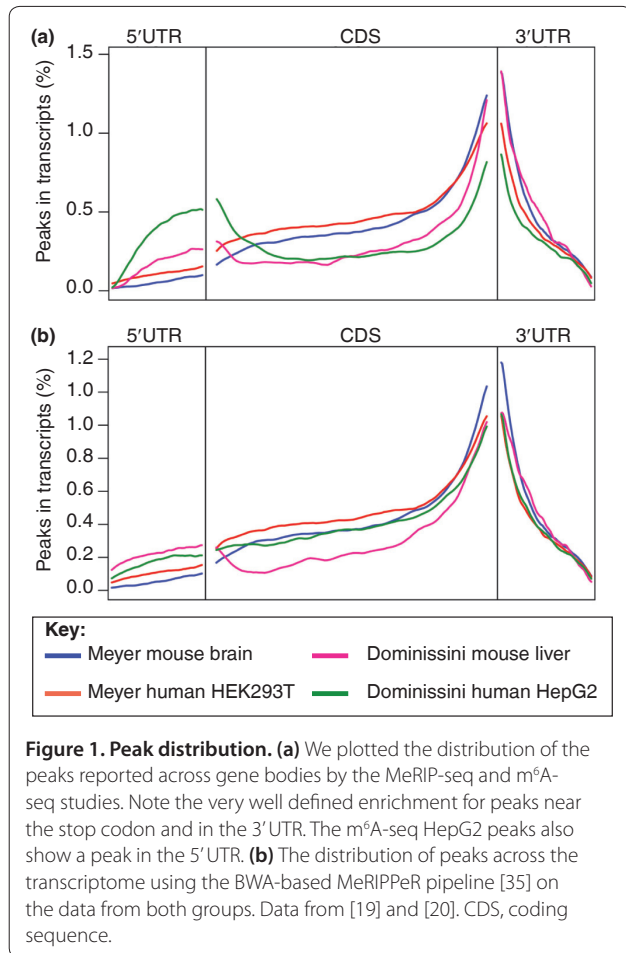 (a) 5'UTR CDS 3'UTR
Peaks in transcripts (%)
1.5
1.0
0.5
0.0
(b) 5'UTR CDS 3'UTR
Peaks in transcripts (%)
1.2
1.0
1.0
0.6
0.4
0.2
0.0
Key:
Meyer mouse brain Dominissini mouse liver
Meyer human HEK293T Dominissini human HepG2
Figure 1. Peak distribution. (a) We plotted the distribution of the
peaks reported across gene bodies by the MeRIP-seq and m⁶A-
seq studies. Note the very well defined enrichment for peaks near
the stop codon and in the 3' UTR. The m⁶A-seq HepG2 peaks also
show a peak in the 5' UTR. (b) The distribution of peaks across the
transcriptome using the BWA-based MeRIPPeR pipeline [35] on
the data from both groups. Data from [19] and [20]. CDS, coding
sequence.